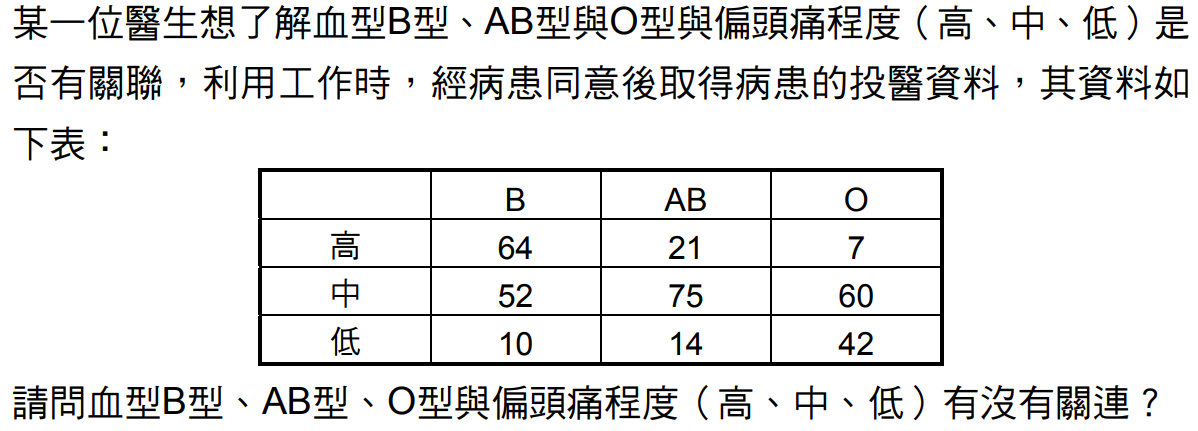 某一位醫生想了解血型B型、AB型與O型與偏頭痛程度（高、中、低）是
否有關聯，利用工作時，經病患同意後取得病患的投醫資料，其資料如
下表：
B AB O
高 64 21 7
中 52 75 60
低 10 14 42
請問血型B型、AB型、O型與偏頭痛程度（高、中、低）有沒有關連？